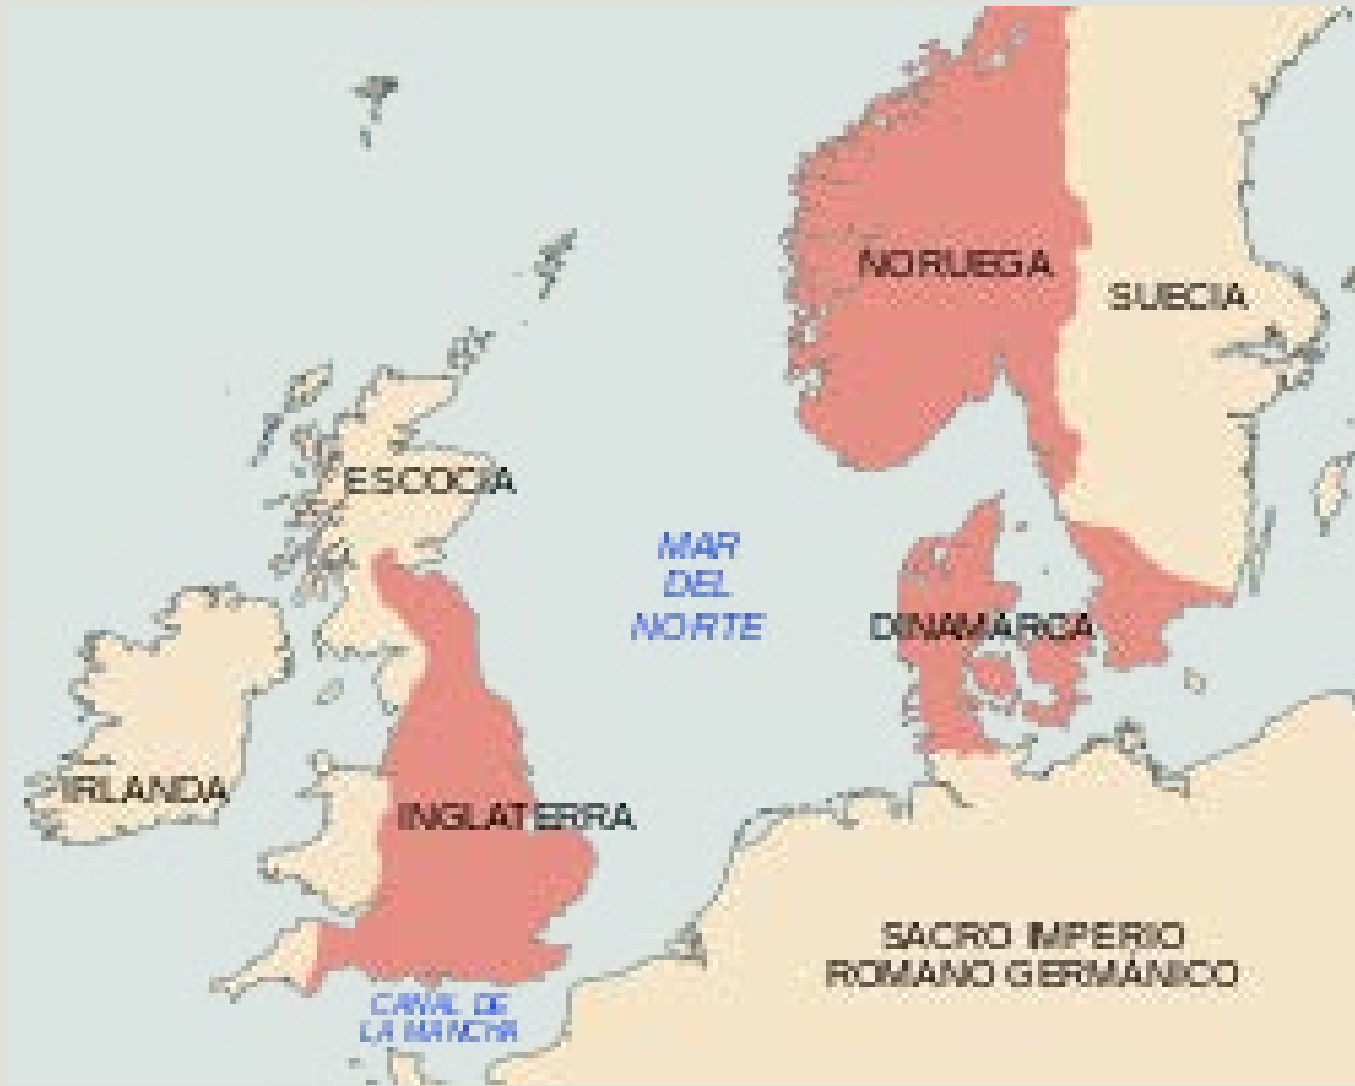 NORUEGA
SUECIA
ESCOCIA
MAR
DEL
NORTE
DINAMARCA
IRLANDA
INGLATERRA
SACRO IMPERIO
ROMANO GERMÁNICO
CANAL DE
LA MANCHA